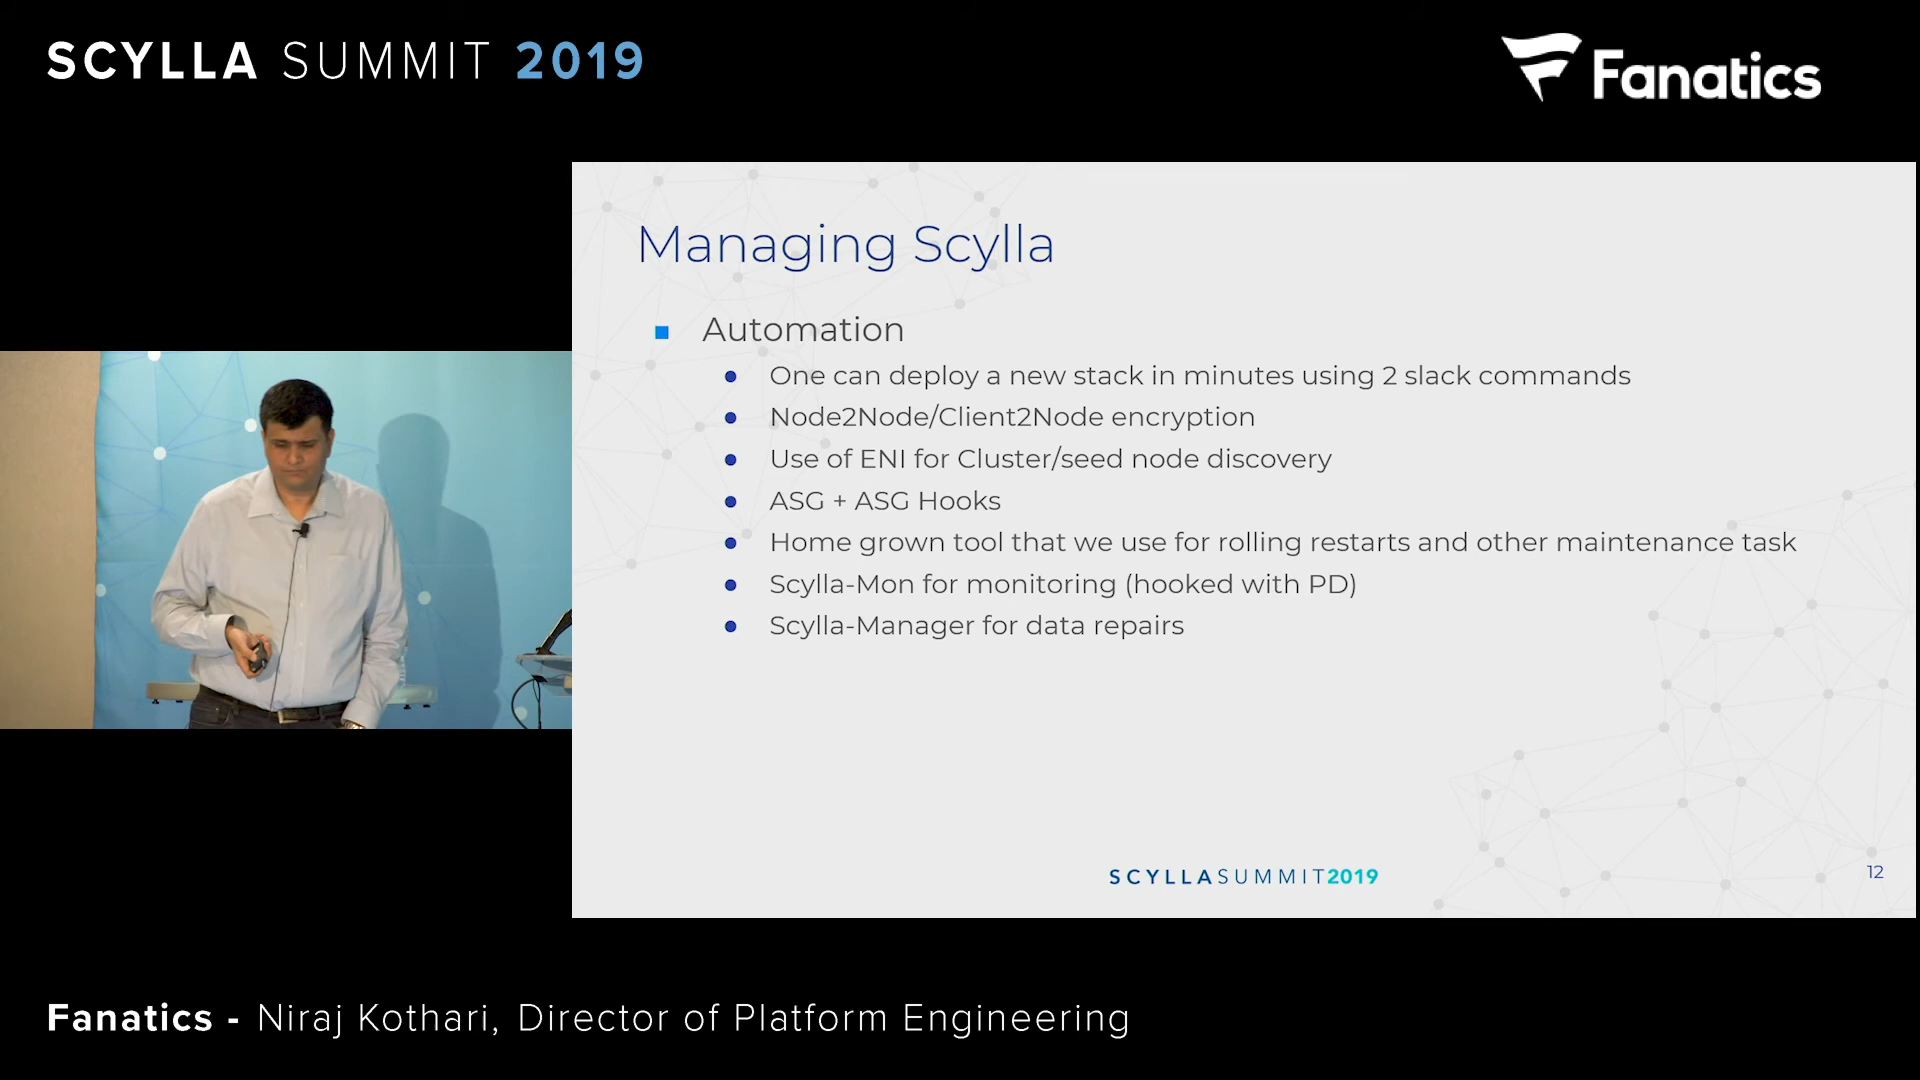 SCYLLA SUMMIT 2019
Fanatics
Managing Scylla
Automation
One can deploy a new stack in minutes using 2 slack commands
Node2Node/Client2Node encryption
Use of ENI for Cluster/seed node discovery
ASG + ASG Hooks
Home grown tool that we use for rolling restarts and other maintenance task
Scylla-Mon for monitoring (hooked with PD)
Scylla-Manager for data repairs
SCYLLASUMMIT2019
12
Fanatics - Niraj Kothari, Director of Platform Engineering